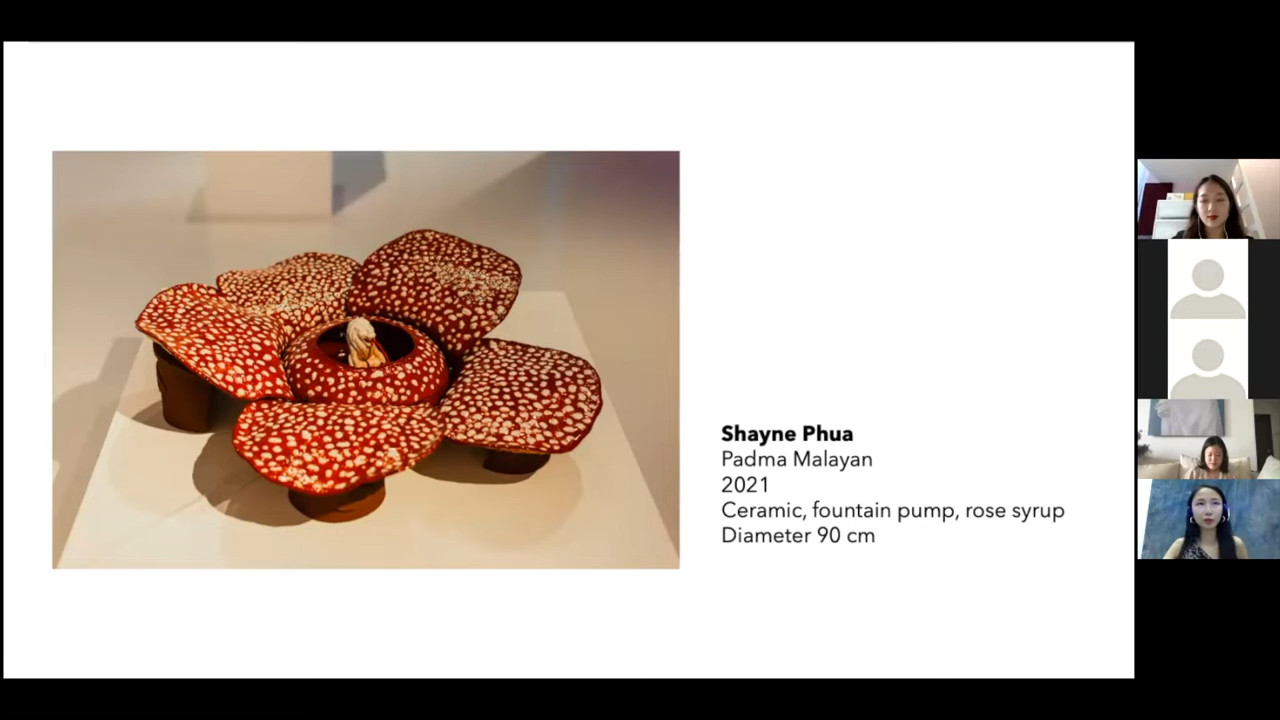 Shayne Phua
Padma Malayan
2021
Ceramic, fountain pump, rose syrup
Diameter 90 cm